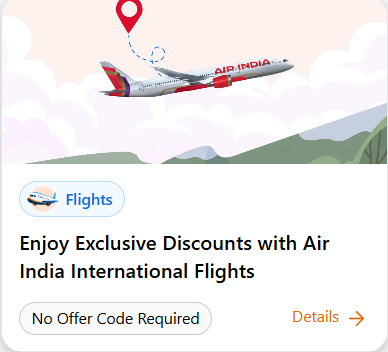 AIR INDIA
Flights
Enjoy Exclusive Discounts with Air
India International Flights
No Offer Code Required
Details